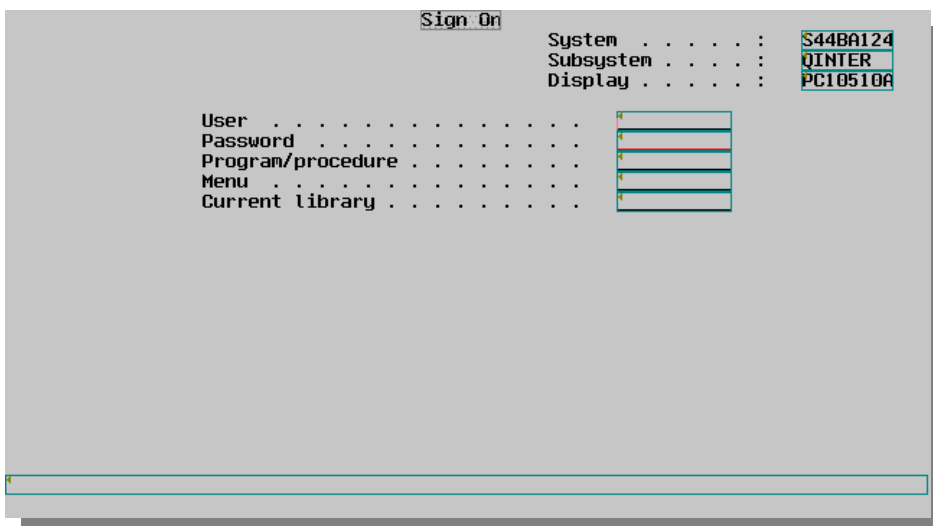 Sign On
System . . . . . : S44BA124
Subsystem . . . . : QINTER
Display . . . . . : PC10510A
User . . . . . . . . . . . . . .
Password . . . . . . . . . . . .
Program/procedure . . . . . . . .
Menu . . . . . . . . . . . . . .
Current library . . . . . . . . .